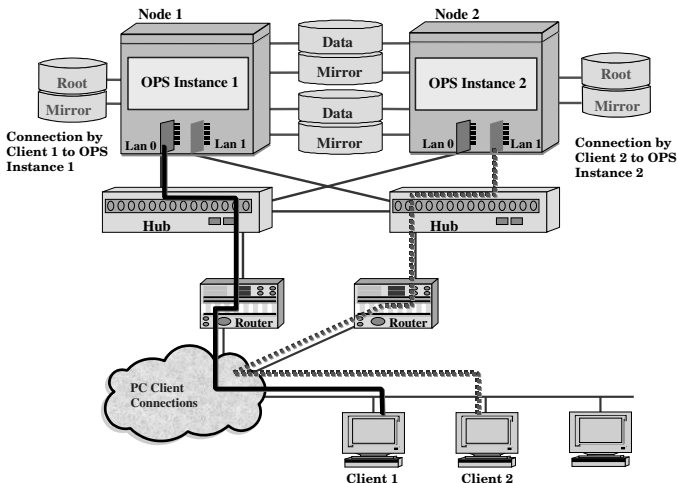 Node 1
Node 2
Data
Mirror
Data
Mirror
OPS Instance 1
OPS Instance 2
Root
Mirror
Root
Mirror
Connection by
Client 1 to OPS
Instance 1
Lan 0
Lan 1
Lan 0
Lan 1
Connection by
Client 2 to OPS
Instance 2
Hub
Hub
Router
Router
PC Client
Connections
Client 1
Client 2